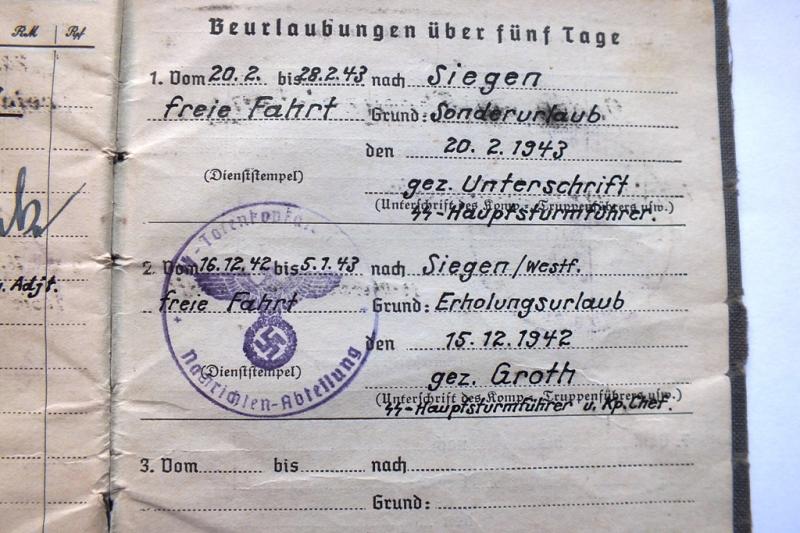 RM Rpf
Beurlaubungen über fünf Tage
1. Vom 20.2. bis 28.2.43 nach Siegen
freie Fahrt Grund: Sonderurlaub
den 20.2.1943
(Dienststempel)
gez. Unterschrift
(Unterschrift des Komp.-, Truppenführers usw.)
SS-Hauptsturmführer.
2. Vom 16.12.42 bis 5.1.43 nach Siegen/Westf.
freie Fahrt Grund: Erholungsurlaub
. Adjt.
den 15.12.1942
(Dienststempel)
gez. Groth
(Unterschrift des Komp.-, Truppenführers usw.)
SS-Hauptsturmführer u. Kp. Chef.
Nachrichten-Abteilung
3. Vom bis nach
Grund: